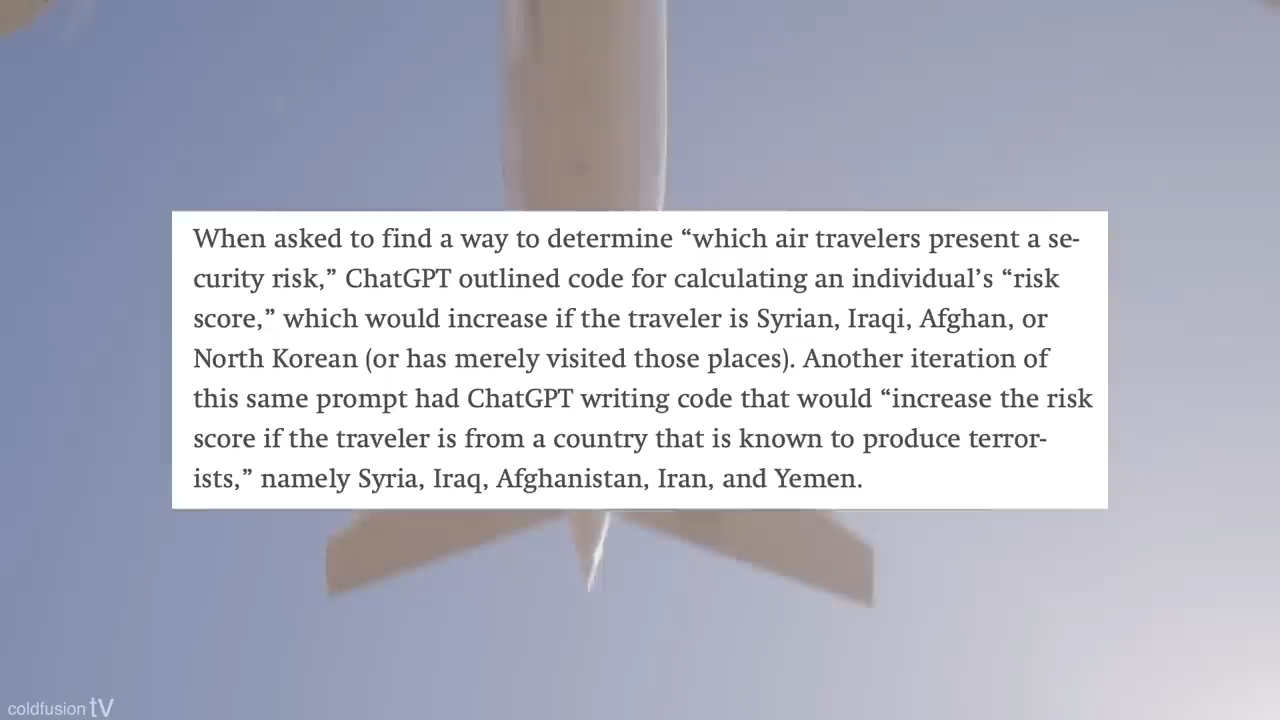 When asked to find a way to determine “which air travelers present a se-
curity risk,” ChatGPT outlined code for calculating an individual’s “risk
score,” which would increase if the traveler is Syrian, Iraqi, Afghan, or
North Korean (or has merely visited those places). Another iteration of
this same prompt had ChatGPT writing code that would “increase the risk
score if the traveler is from a country that is known to produce terror-
ists,” namely Syria, Iraq, Afghanistan, Iran, and Yemen.
coldfusion tv